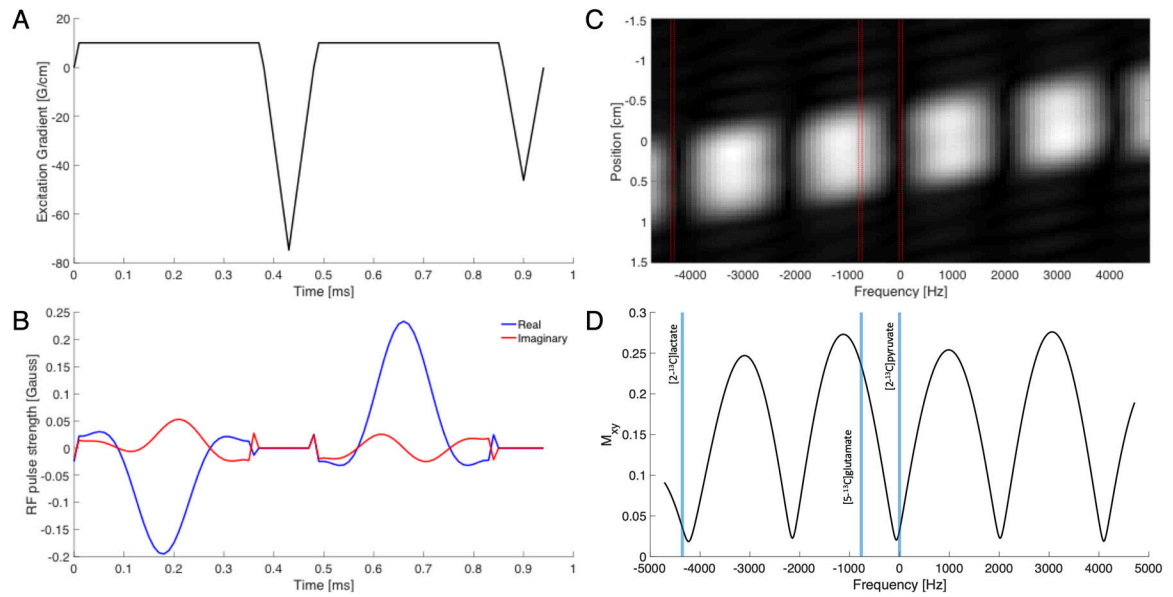 A
20
0
-20
-40
-60
-80
Excitation Gradient [G/cm]
0 0.1 0.2 0.3 0.4 0.5 0.6 0.7 0.8 0.9 1
Time [ms]
B
0.25
0.2
0.15
0.1
0.05
0
-0.05
-0.1
-0.15
-0.2
RF pulse strength [Gauss]
Real
Imaginary
0 0.1 0.2 0.3 0.4 0.5 0.6 0.7 0.8 0.9 1
Time [ms]
C
-1.5
-1
-0.5
0
0.5
1
1.5
Position [cm]
-4000 -3000 -2000 -1000 0 1000 2000 3000 4000
Frequency [Hz]
D
0.3
0.25
0.2
0.15
0.1
0.05
0
Mxy
[2-¹³C]lactate
[5-¹³C]glutamate
[2-¹³C]pyruvate
-5000 -4000 -3000 -2000 -1000 0 1000 2000 3000 4000 5000
Frequency [Hz]